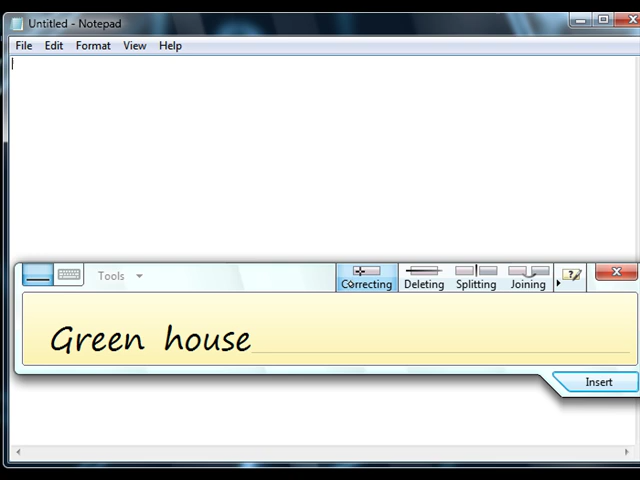 Untitled - Notepad
File Edit Format View Help
Tools Correcting Deleting Splitting Joining
Green house
Insert